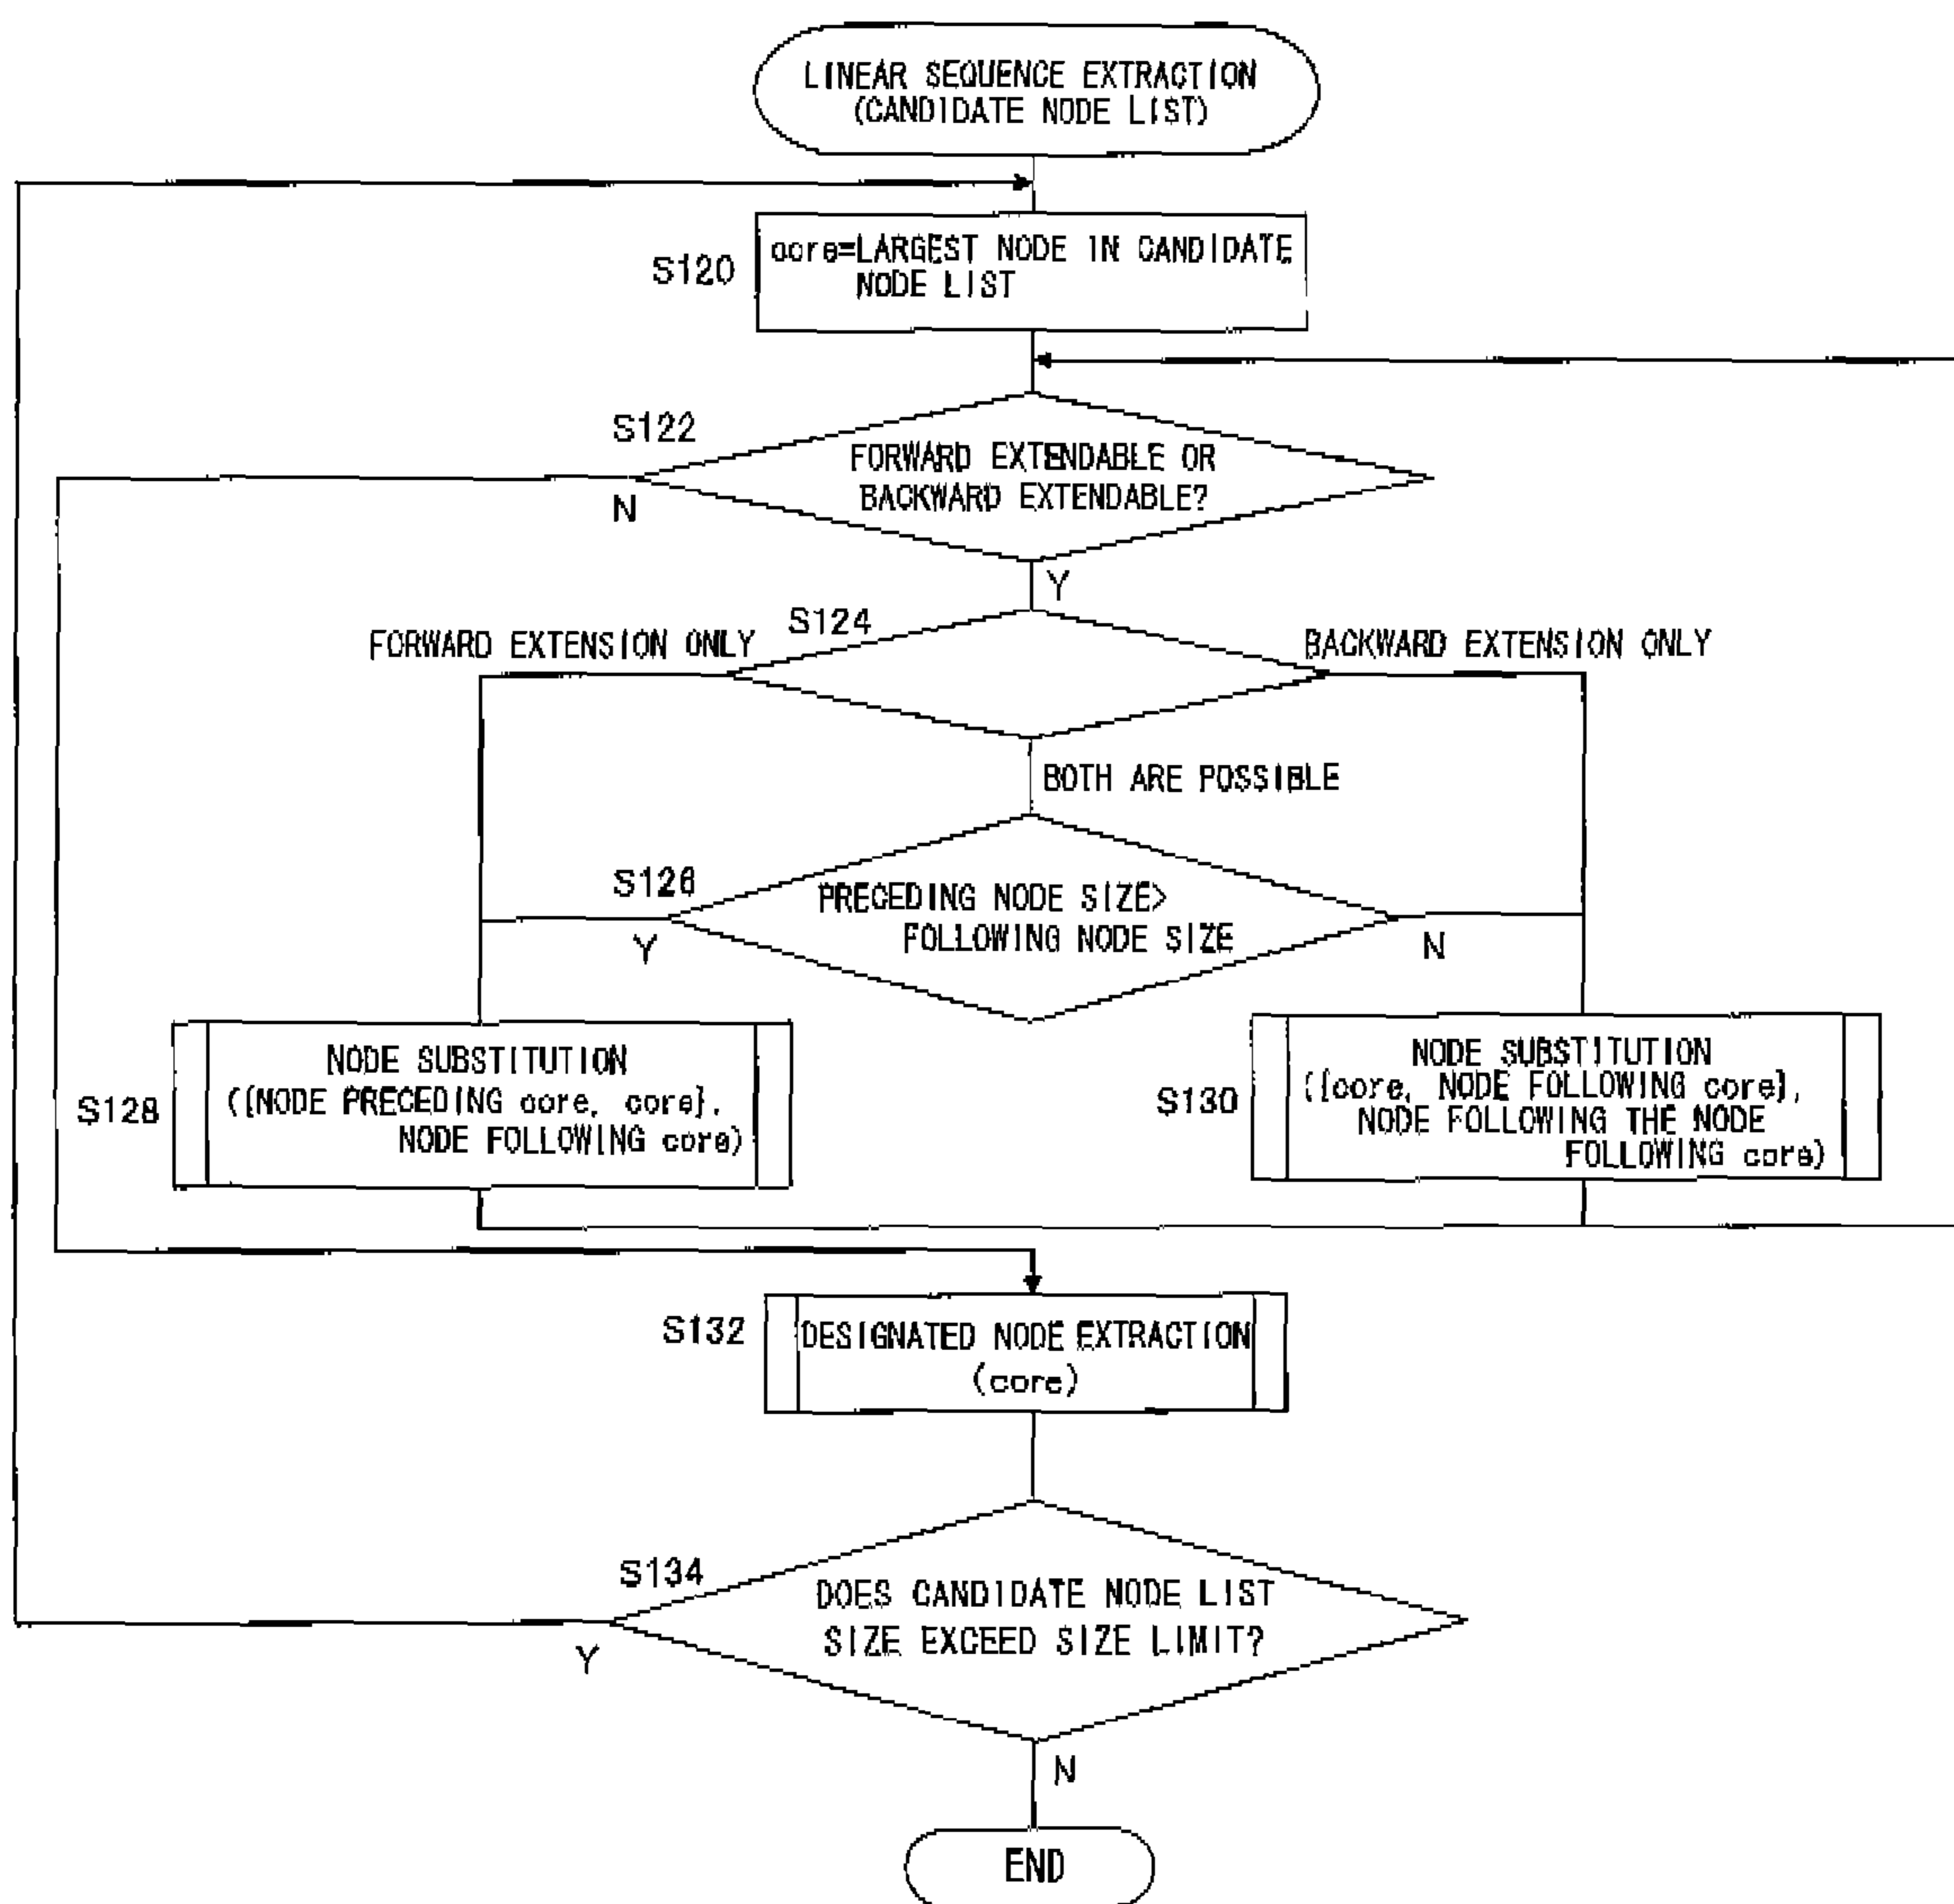 LINEAR SEQUENCE EXTRACTION
(CANDIDATE NODE LIST)
S120
core=LARGEST NODE IN CANDIDATE
NODE LIST
S122
FORWARD EXTENDABLE OR
BACKWARD EXTENDABLE?
N
Y
S124
FORWARD EXTENSION ONLY
BACKWARD EXTENSION ONLY
BOTH ARE POSSIBLE
S126
PRECEDING NODE SIZE>
FOLLOWING NODE SIZE
Y
N
S128
NODE SUBSTITUTION
({NODE PRECEDING core, core},
NODE FOLLOWING core)
S130
NODE SUBSTITUTION
({core, NODE FOLLOWING core},
NODE FOLLOWING THE NODE
FOLLOWING core)
S132
DESIGNATED NODE EXTRACTION
(core)
S134
DOES CANDIDATE NODE LIST
SIZE EXCEED SIZE LIMIT?
Y
N
END